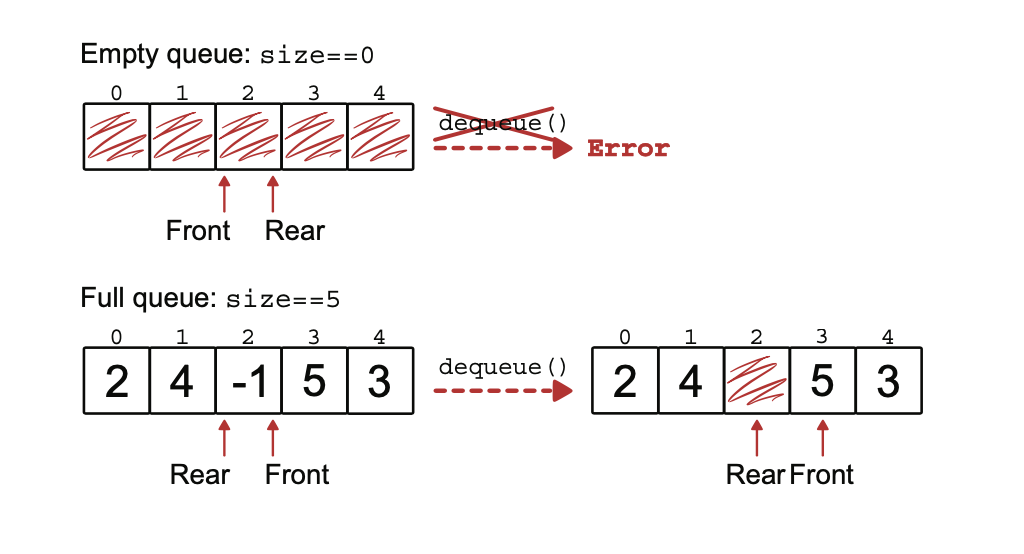 Empty queue: size==0
0 1 2 3 4
dequeue()
Error
Front Rear
Full queue: size==5
0 1 2 3 4
2 4 -1 5 3
Rear Front
dequeue()
0 1 2 3 4
2 4 5 3
Rear Front